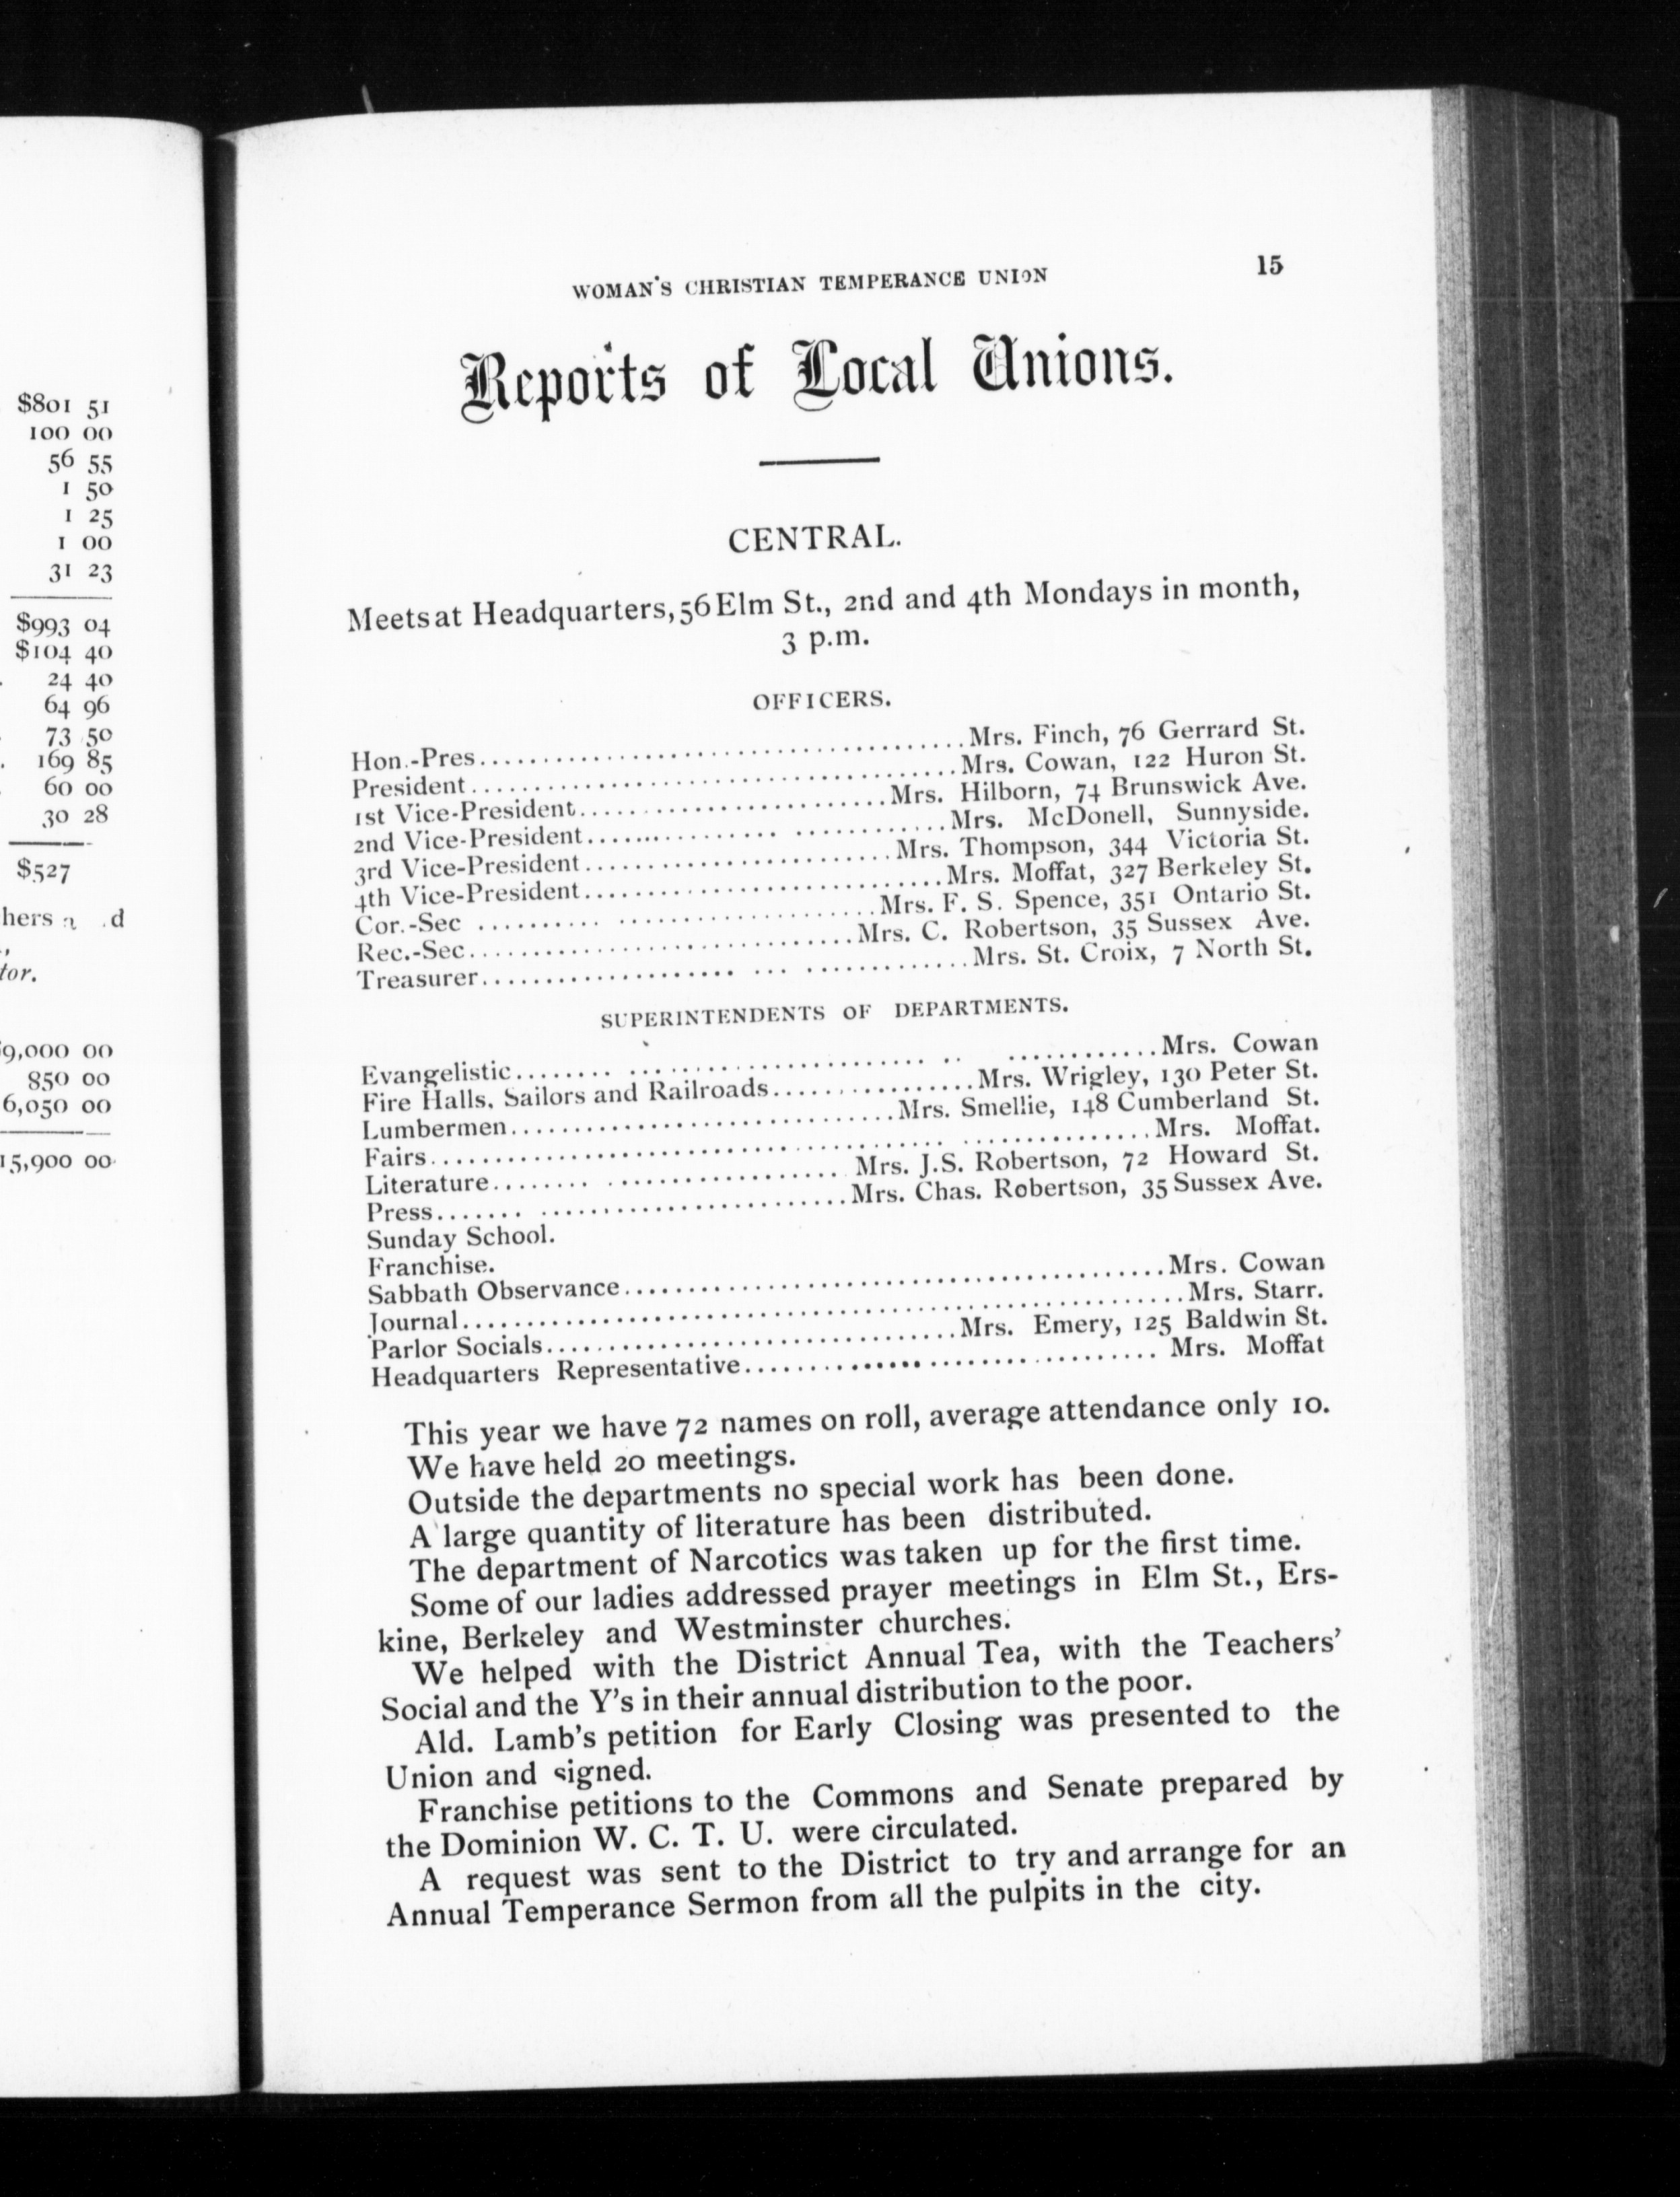 $801 51
100 00
56 55
1 50
1 25
1 00
31 23
$993 04
$104 40
24 40
64 96
73 50
169 85
60 00
30 28
$527
hers a d
tor.
9,000 00
850 00
6,050 00
15,900 00
WOMAN'S CHRISTIAN TEMPERANCE UNION 15
Reports of Local Unions.
CENTRAL.
Meets at Headquarters, 56 Elm St., 2nd and 4th Mondays in month,
3 p.m.
OFFICERS.
Hon.-Pres.......................................Mrs. Finch, 76 Gerrard St.
President.......................................Mrs. Cowan, 122 Huron St.
1st Vice-President.........................Mrs. Hilborn, 74 Brunswick Ave.
2nd Vice-President.............................Mrs. McDonell, Sunnyside.
3rd Vice-President.........................Mrs. Thompson, 344 Victoria St.
4th Vice-President.............................Mrs. Moffat, 327 Berkeley St.
Cor.-Sec ...............................Mrs. F. S. Spence, 351 Ontario St.
Rec.-Sec...............................Mrs. C. Robertson, 35 Sussex Ave.
Treasurer.......................................Mrs. St. Croix, 7 North St.
SUPERINTENDENTS OF DEPARTMENTS.
Evangelistic....................................................Mrs. Cowan
Fire Halls, Sailors and Railroads................Mrs. Wrigley, 130 Peter St.
Lumbermen...............................Mrs. Smellie, 148 Cumberland St.
Fairs..........................................................Mrs. Moffat.
Literature............................Mrs. J.S. Robertson, 72 Howard St.
Press................................Mrs. Chas. Robertson, 35 Sussex Ave.
Sunday School.
Franchise.
Sabbath Observance...........................................Mrs. Cowan
Journal.........................................................Mrs. Starr.
Parlor Socials.................................Mrs. Emery, 125 Baldwin St.
Headquarters Representative................................. Mrs. Moffat
This year we have 72 names on roll, average attendance only 10.
We have held 20 meetings.
Outside the departments no special work has been done.
A large quantity of literature has been distributed.
The department of Narcotics was taken up for the first time.
Some of our ladies addressed prayer meetings in Elm St., Ers-
kine, Berkeley and Westminster churches.
We helped with the District Annual Tea, with the Teachers'
Social and the Y's in their annual distribution to the poor.
Ald. Lamb's petition for Early Closing was presented to the
Union and signed.
Franchise petitions to the Commons and Senate prepared by
the Dominion W. C. T. U. were circulated.
A request was sent to the District to try and arrange for an
Annual Temperance Sermon from all the pulpits in the city.